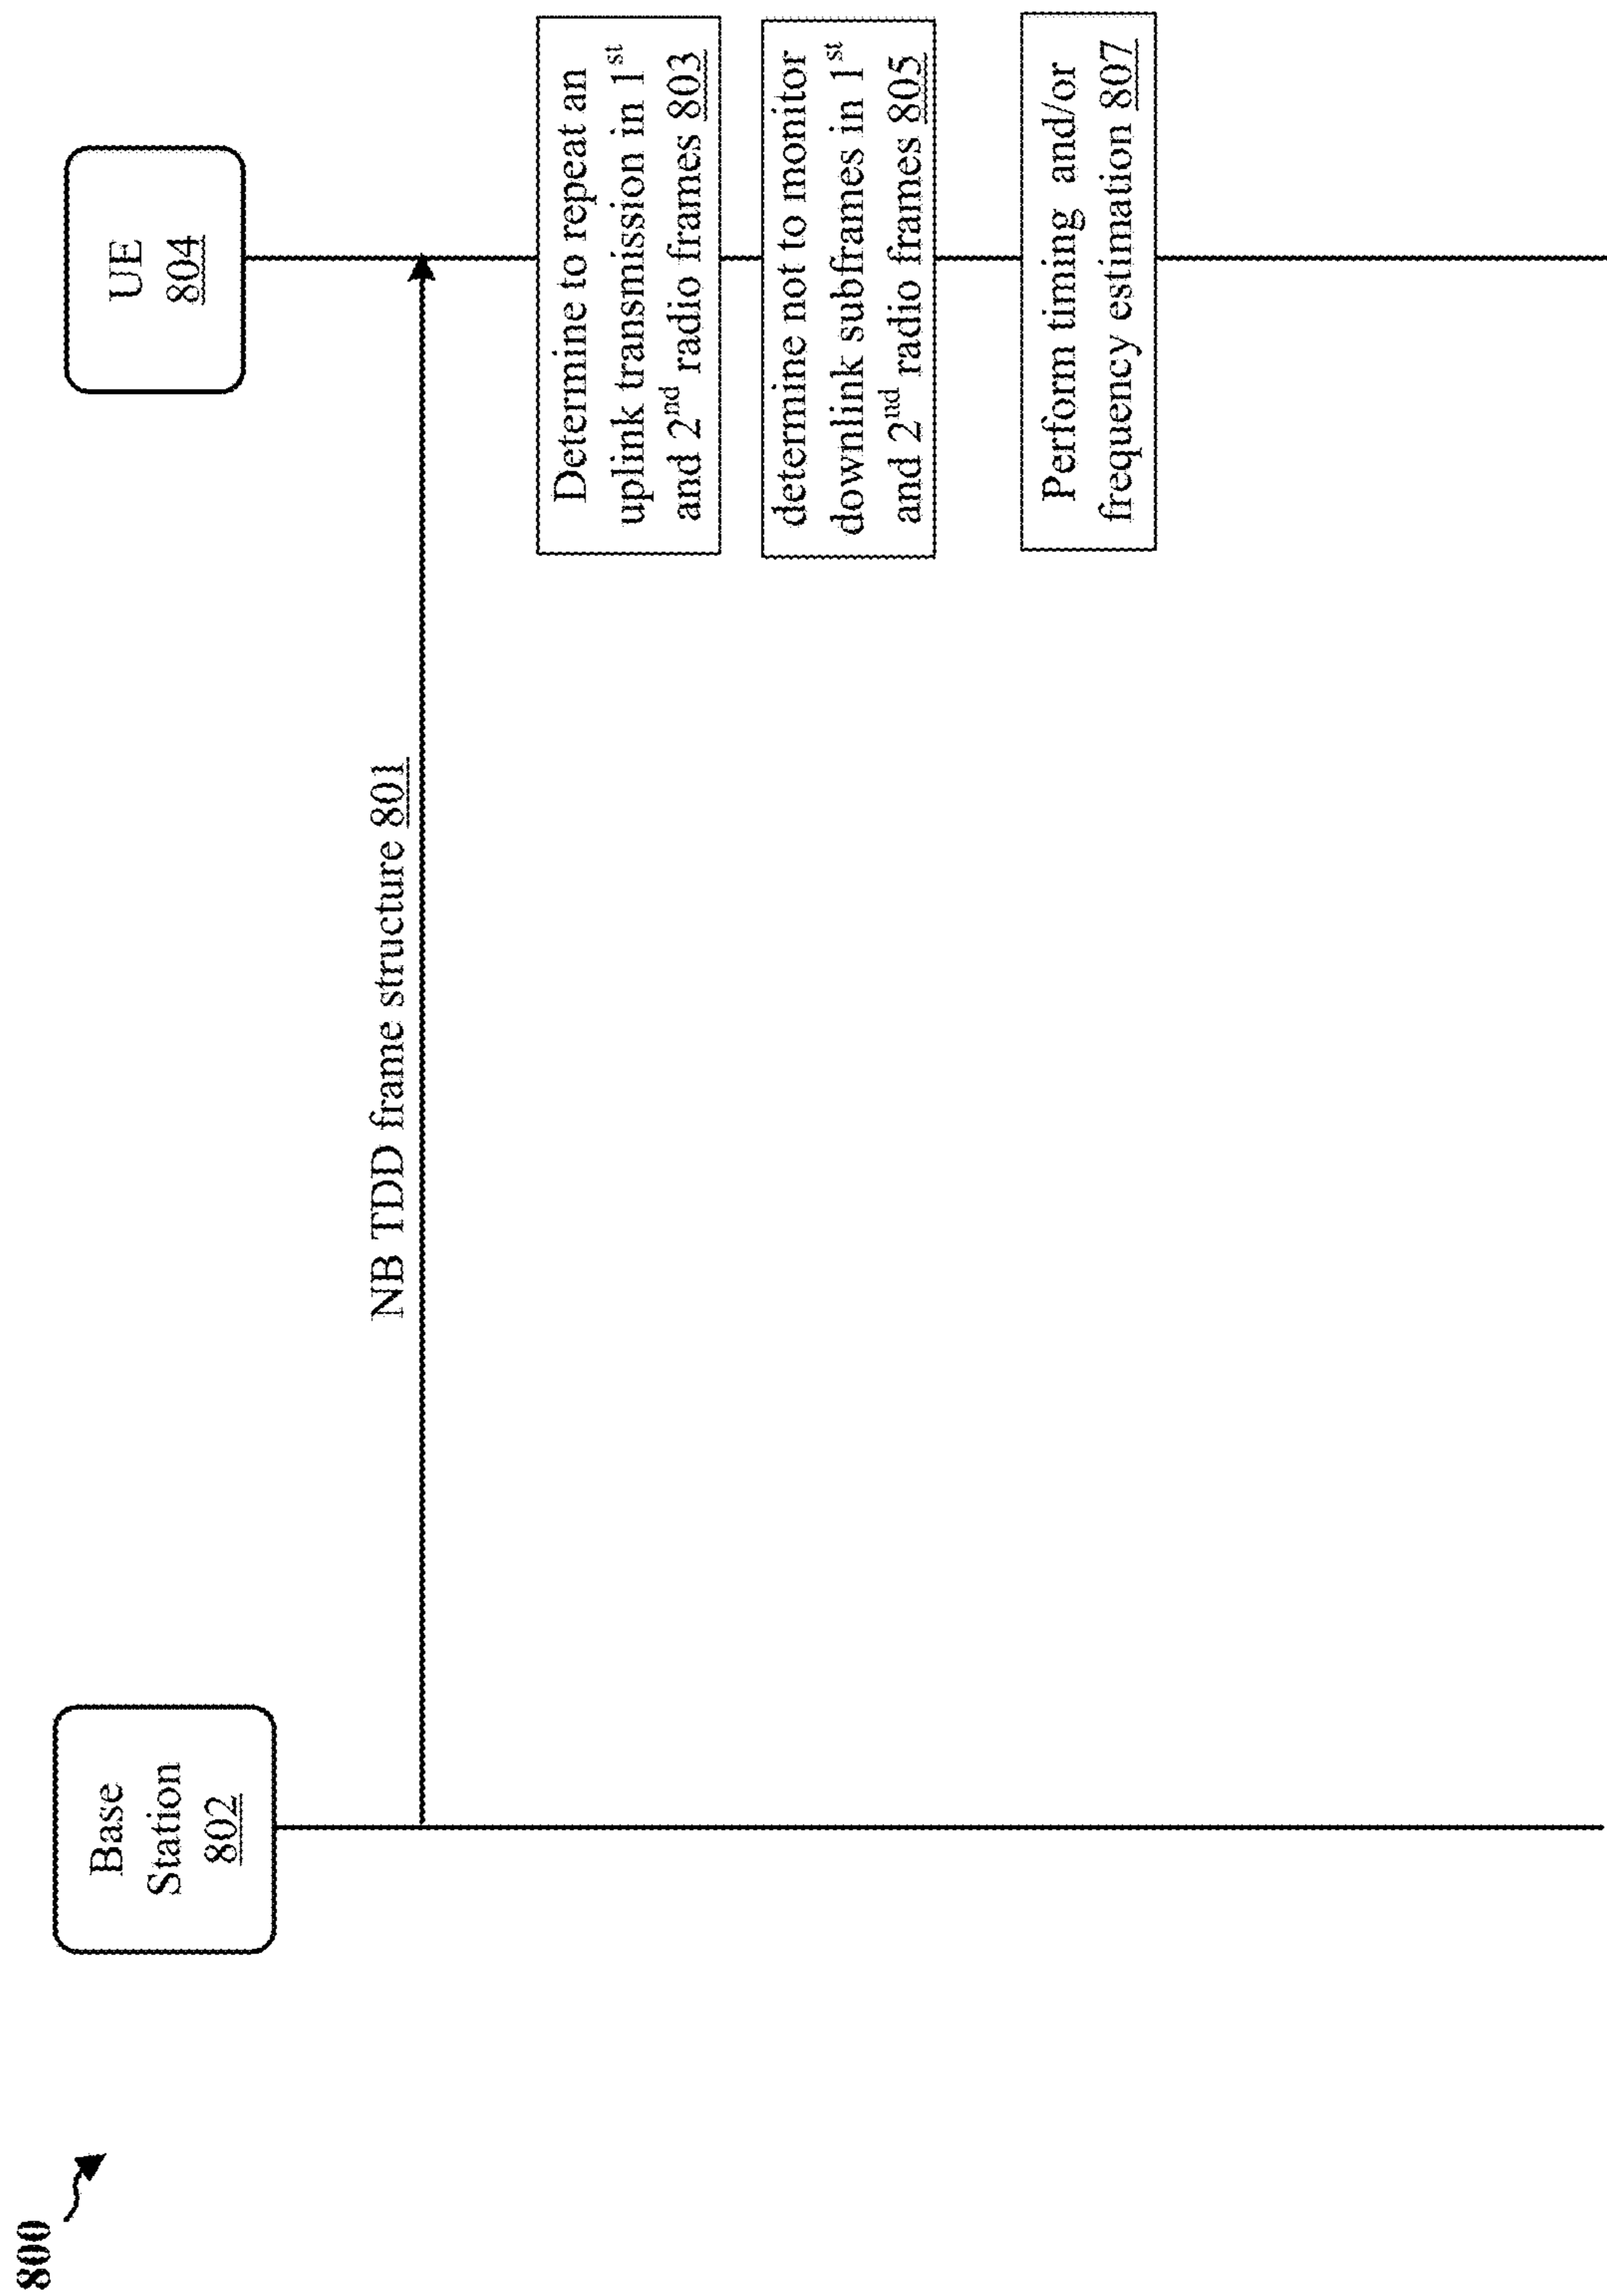 800
Base
Station
802
UE
804
NB TDD frame structure 801
Determine to repeat an
uplink transmission in 1st
and 2nd radio frames 803
determine not to monitor
downlink subframes in 1st
and 2nd radio frames 805
Perform timing and/or
frequency estimation 807